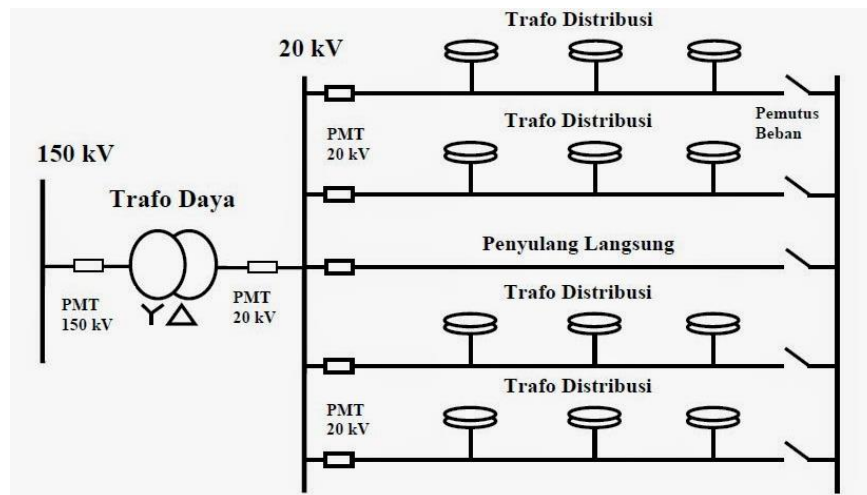 Trafo Distribusi
20 kV
Pemutus
Beban
PMT
20 kV
Trafo Distribusi
150 kV
Trafo Daya
Penyulang Langsung
PMT
150 kV
PMT
20 kV
Trafo Distribusi
Trafo Distribusi
PMT
20 kV